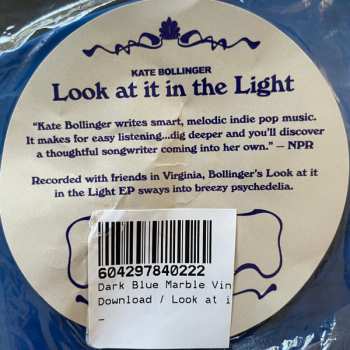 KATE BOLLINGER
Look at it in the Light
“Kate Bollinger writes smart, melodic indie pop music.
It makes for easy listening...dig deeper and you’ll discover
a thoughtful songwriter coming into her own.” – NPR
Recorded with friends in Virginia, Bollinger’s Look at it
in the Light EP sways into breezy psychedelia.
604297840222
Dark Blue Marble Vin
Download / Look at i
–